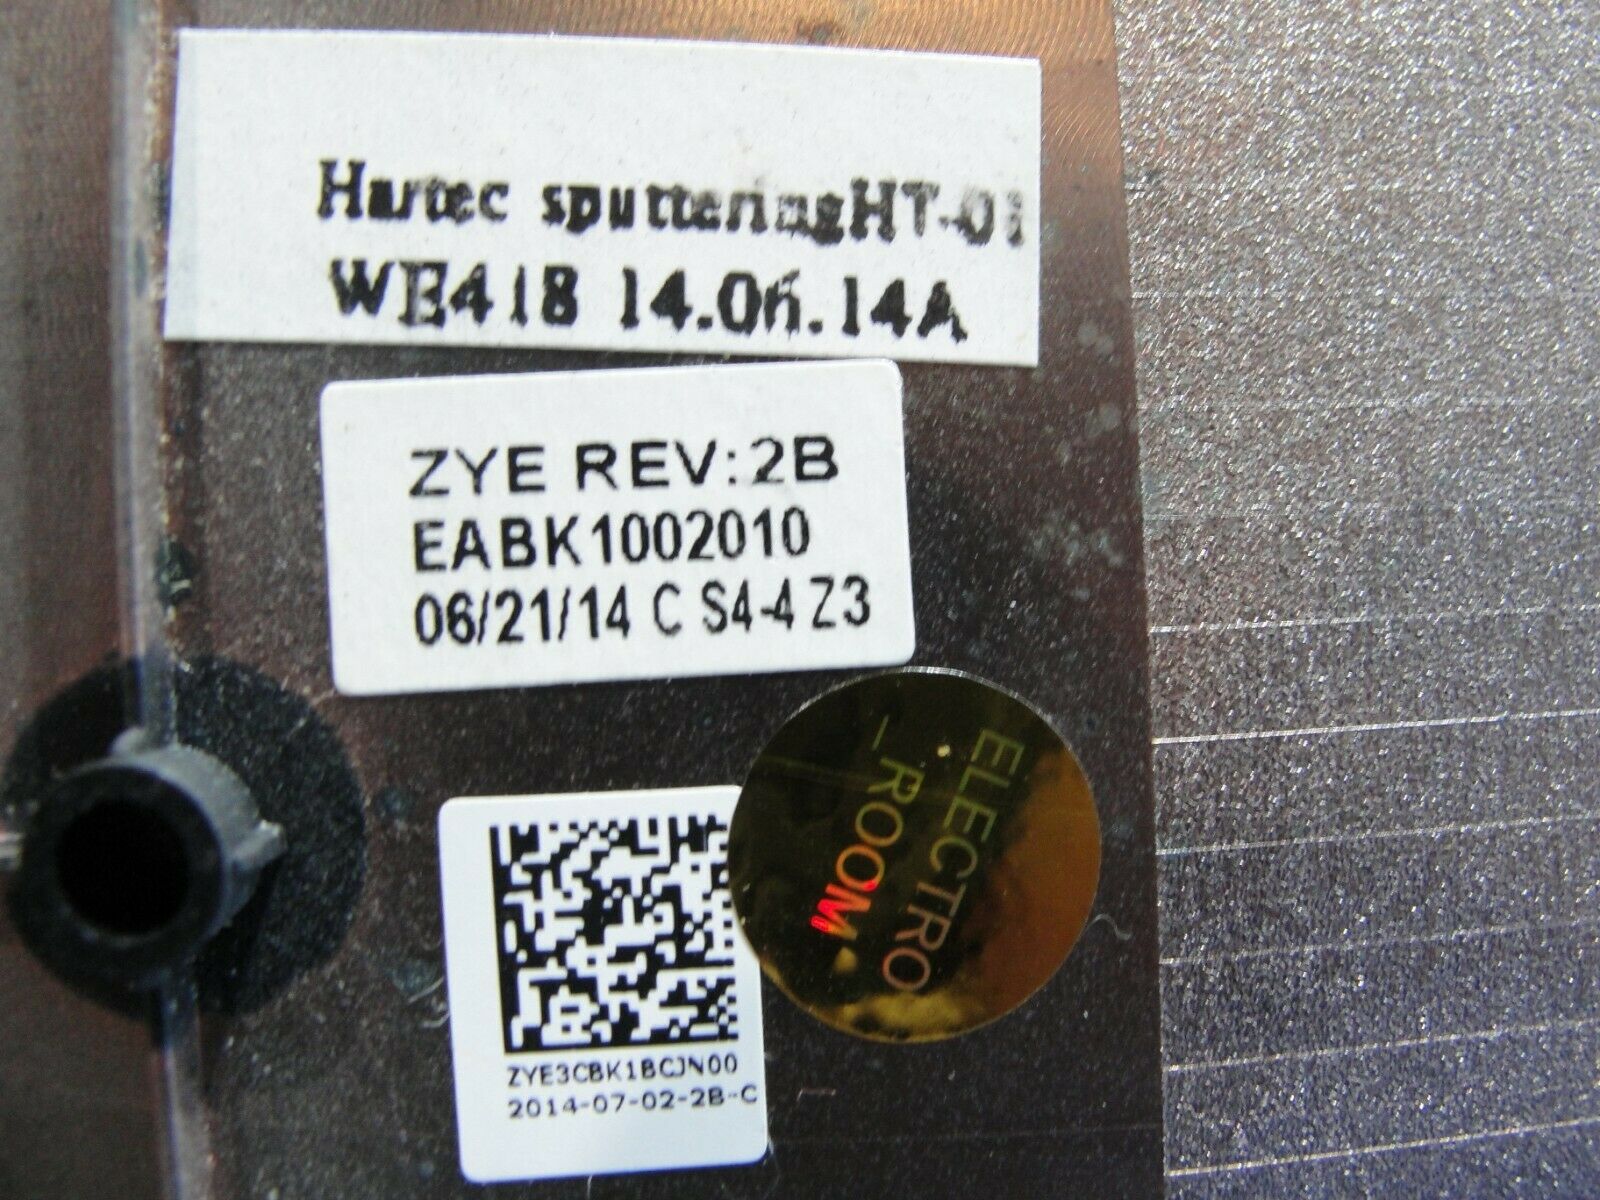 Hartec sputteringHT-01
WE418 14.06.14A
ZYE REV:2B
EABK1002010
06/21/14 C S4-4 Z3
ELECTRO
_ROOM
ZYE3CBK1BCJN00
2014-07-02-2B-C